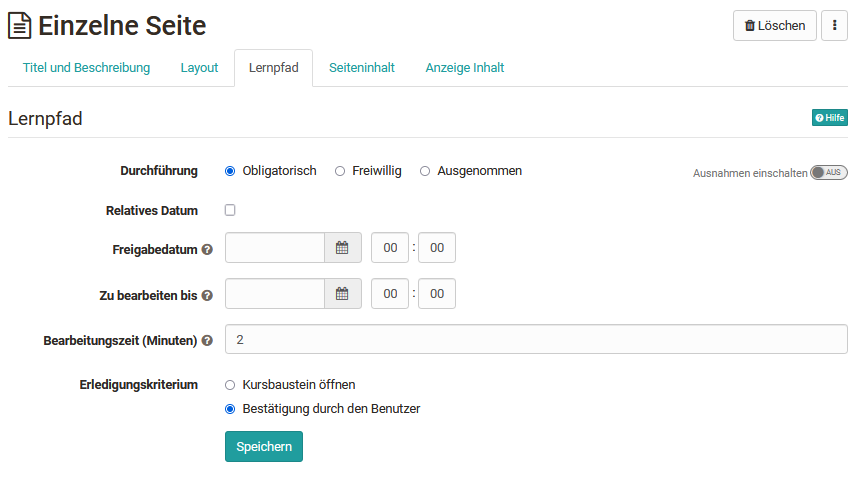 Einzelne Seite
Löschen
Titel und Beschreibung Layout Lernpfad Seiteninhalt Anzeige Inhalt
Lernpfad
Hilfe
Durchführung Obligatorisch Freiwillig Ausgenommen Ausnahmen einschalten AUS
Relatives Datum
Freigabedatum 00 : 00
Zu bearbeiten bis 00 : 00
Bearbeitungszeit (Minuten) 2
Erledigungskriterium Kursbaustein öffnen
Bestätigung durch den Benutzer
Speichern